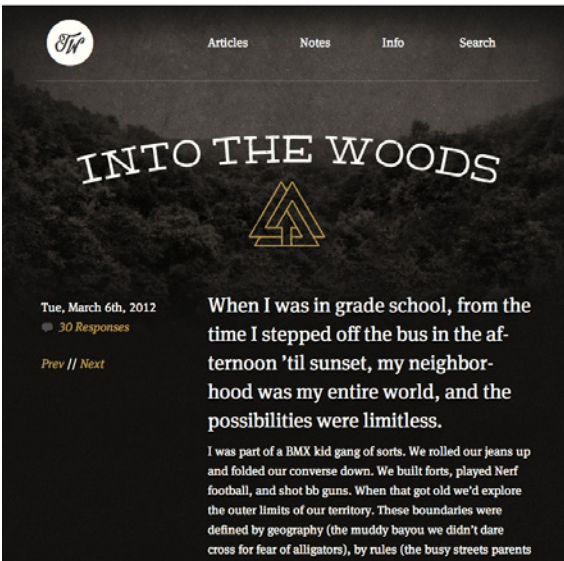 TW
Articles Notes Info Search
INTO THE WOODS
Tue, March 6th, 2012
30 Responses
Prev // Next
When I was in grade school, from the
time I stepped off the bus in the af-
ternoon ’til sunset, my neighbor-
hood was my entire world, and the
possibilities were limitless.
I was part of a BMX kid gang of sorts. We rolled our jeans up
and folded our converse down. We built forts, played Nerf
football, and shot bb guns. When that got old we’d explore
the outer limits of our territory. These boundaries were
defined by geography (the muddy bayou we didn’t dare
cross for fear of alligators), by rules (the busy streets parents